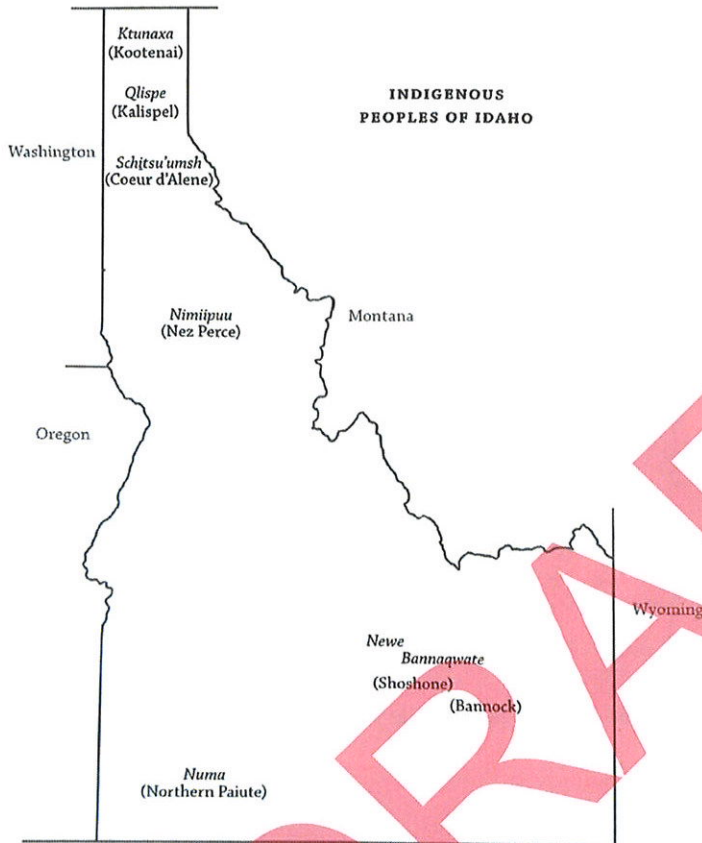 Ktunaxa
(Kootenai)
Qlispe
(Kalispel)
INDIGENOUS
PEOPLES OF IDAHO
Washington
Schitsu'umsh
(Coeur d'Alene)
Nimiipuu
(Nez Perce)
Montana
Oregon
Wyoming
Newe
Bannaqwate
(Shoshone)
(Bannock)
Numa
(Northern Paiute)